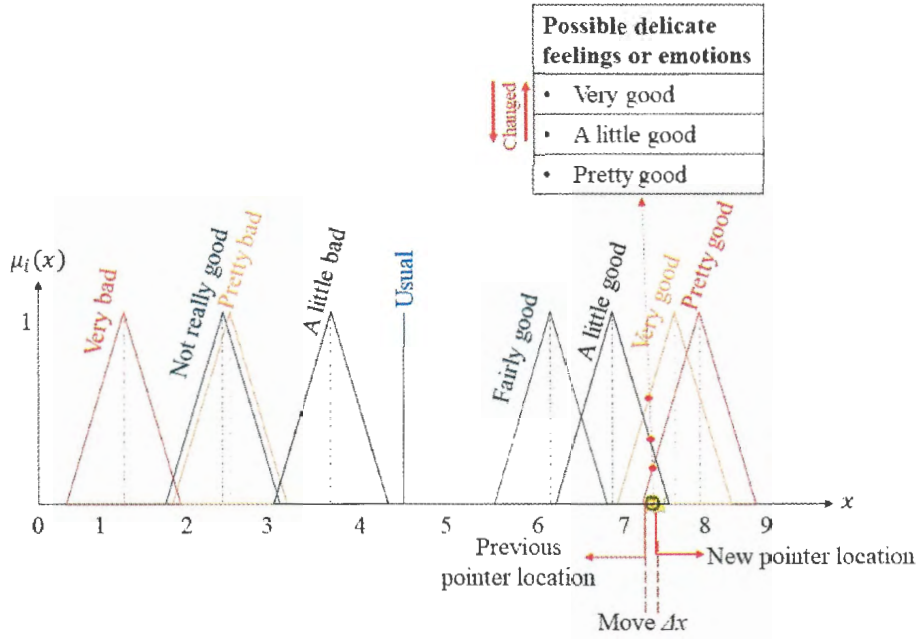 Possible delicate
feelings or emotions
Changed
• Very good
• A little good
• Pretty good
μᵢ(x)
1
Very bad
Not really good
Pretty bad
A little bad
Usual
Fairly good
A little good
Very good
Pretty good
0 1 2 3 4 5 6 7 8 9 x
Previous
pointer location
New pointer location
Move Δx